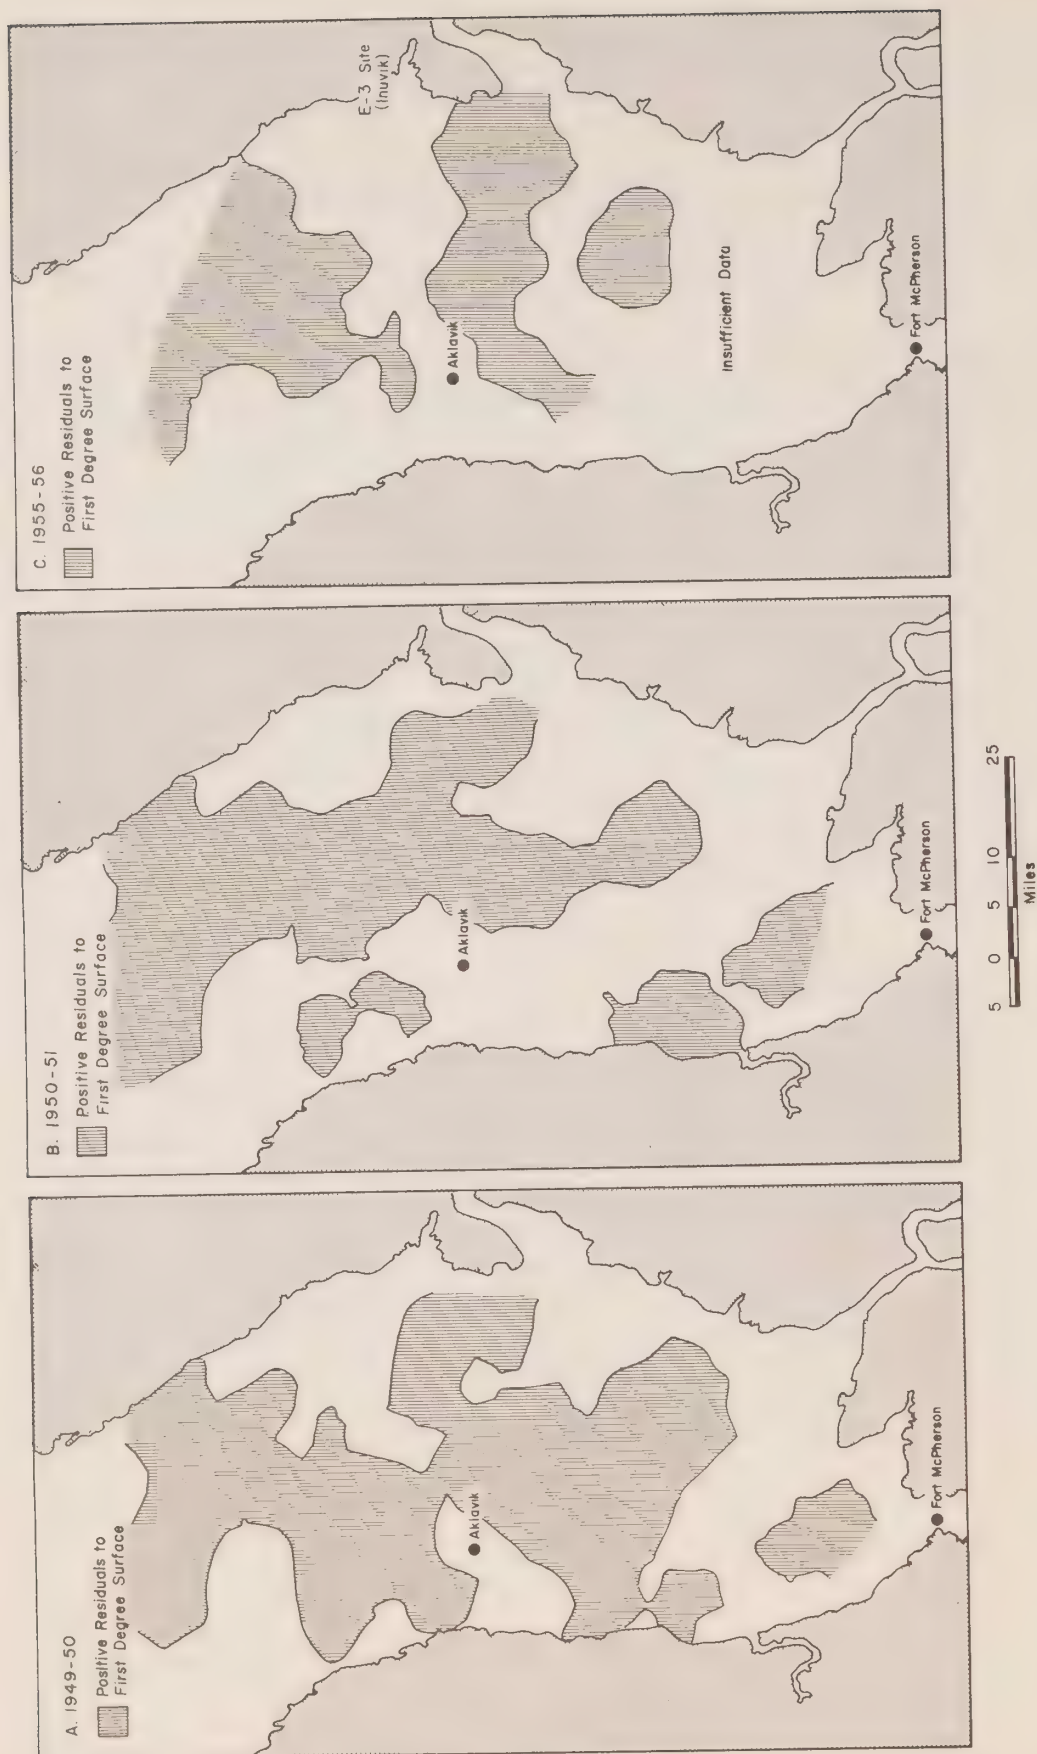 A. 1949-50
Positive Residuals to
First Degree Surface
Aklavik
Fort McPherson
B. 1950-51
Positive Residuals to
First Degree Surface
Aklavik
Fort McPherson
C. 1955-56
Positive Residuals to
First Degree Surface
E-3 Site
(Inuvik)
Aklavik
Insufficient Data
Fort McPherson
5 0 5 10 25
Miles